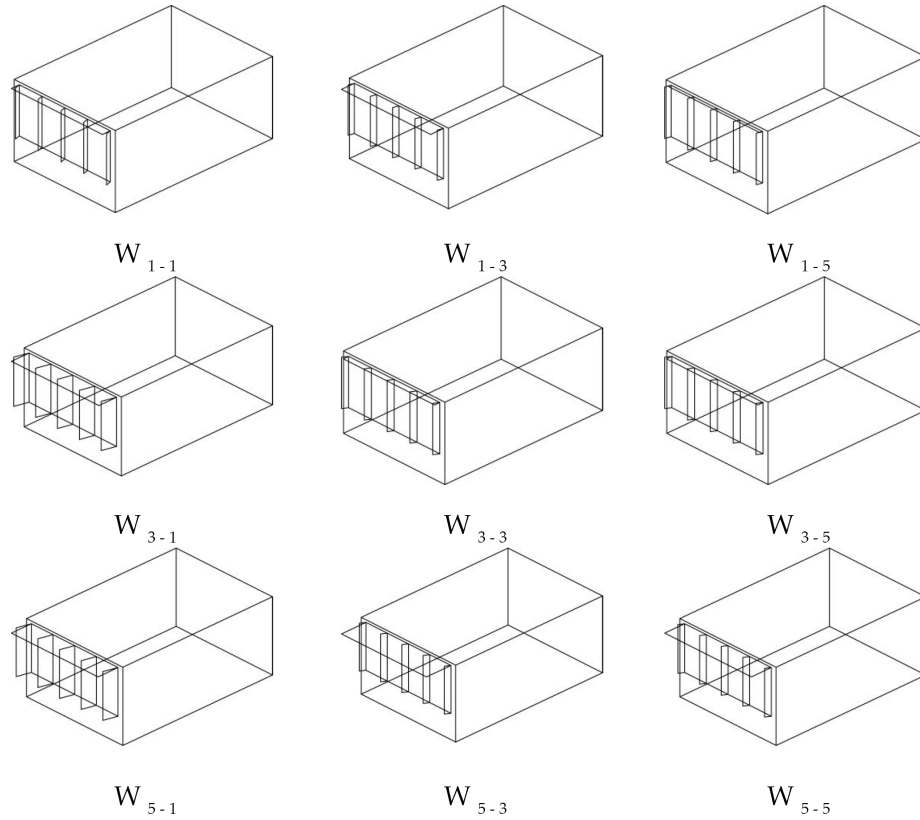 W 1 - 1 W 1 - 3 W 1 - 5
W 3 - 1 W 3 - 3 W 3 - 5
W 5 - 1 W 5 - 3 W 5 - 5